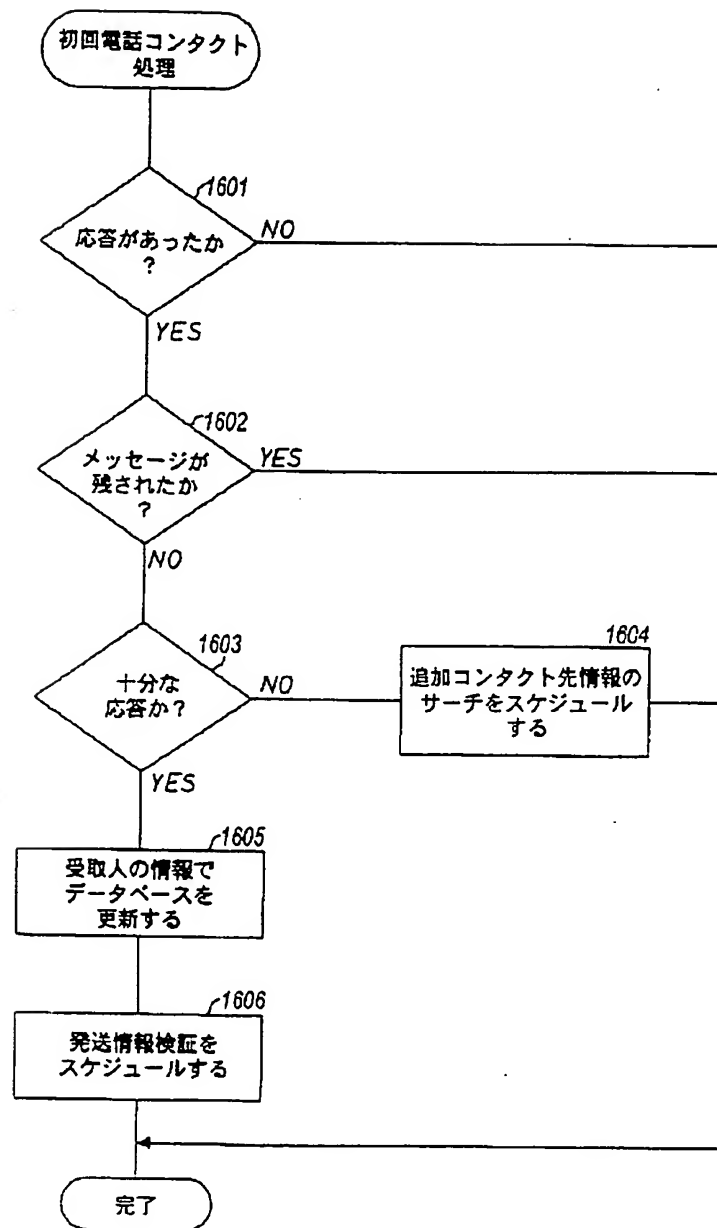 初回電話コンタクト
処理
1601
応答があったか
?
NO
YES
1602
メッセージが
残されたか
?
YES
NO
1603
十分な
応答か?
NO
YES
1604
追加コンタクト先情報の
サーチをスケジュール
する
1605
受取人の情報で
データベースを
更新する
1606
発送情報検証を
スケジュールする
完了